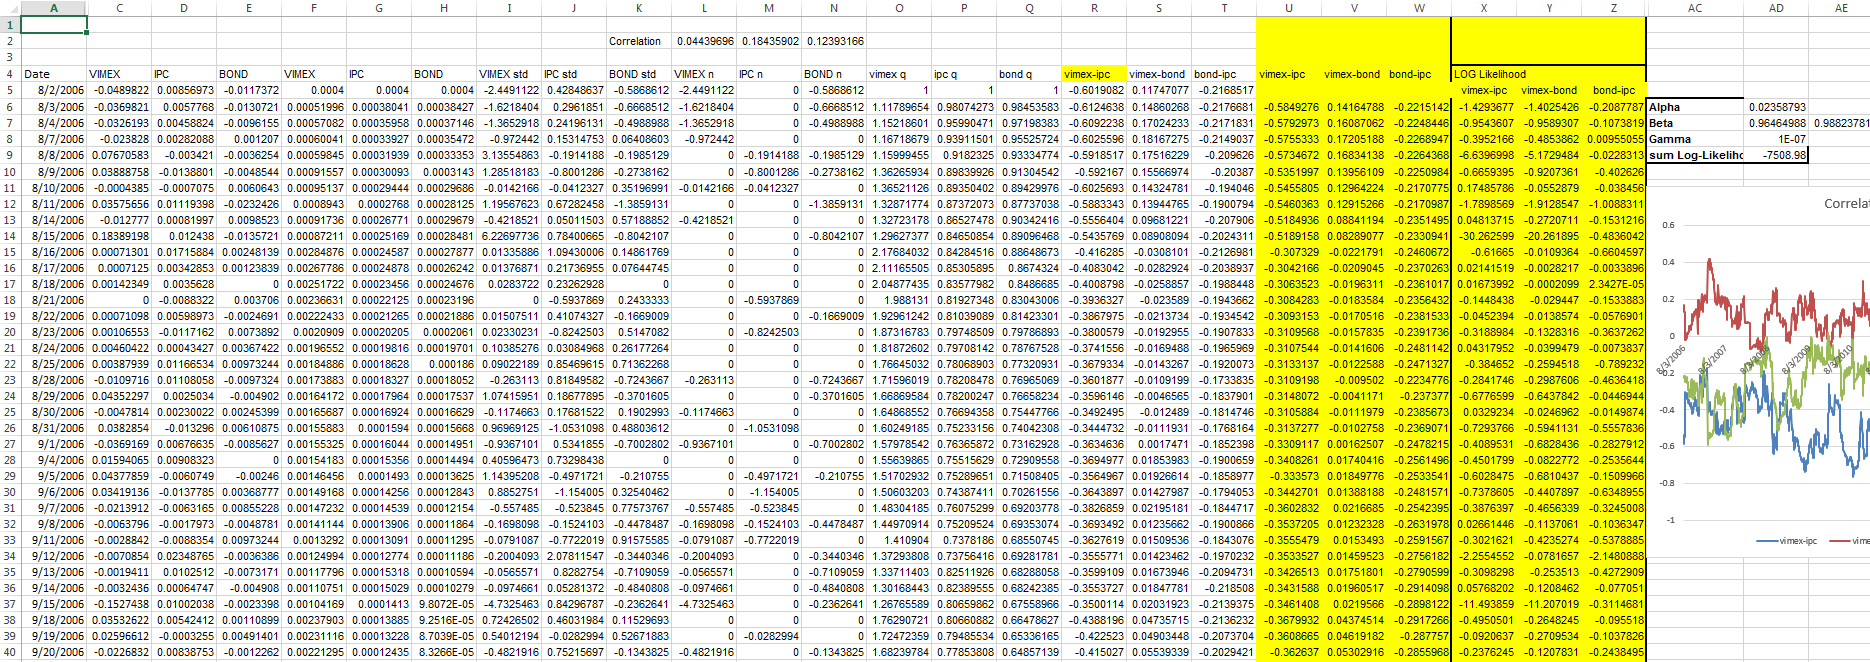 A C D E F G H I J K L M N O P Q R S T U V W X Y Z AC AD AE
1
2 Correlation 0.04439696 0.18435902 0.12393166
3
4 Date VIMEX IPC BOND VIMEX IPC BOND VIMEX std IPC std BOND std VIMEX n IPC n BOND n vimex q ipc q bond q vimex-ipc vimex-bond bond-ipc vimex-ipc vimex-bond bond-ipc LOG Likelihood
5 8/2/2006 -0.0489822 0.00856973 -0.0117372 0.0004 0.0004 0.0004 -2.4491122 0.42848637 -0.5868612 -2.4491122 0 -0.5868612 1 1 1 -0.6019082 0.11747077 -0.2168517 vimex-ipc vimex-bond bond-ipc
6 8/3/2006 -0.0369821 0.0057768 -0.0130721 0.00051996 0.00038041 0.00038427 -1.6218404 0.2961851 -0.6668512 -1.6218404 0 -0.6668512 1.11789654 0.98074273 0.98453583 -0.6124638 0.14860268 -0.2176681 -0.5849276 0.14164788 -0.2215142 -1.4293677 -1.4025426 -0.2087787 Alpha 0.02358793
7 8/4/2006 -0.0326193 0.00458824 -0.0096155 0.00057082 0.00035958 0.00037146 -1.3652918 0.24196131 -0.4988988 -1.3652918 0 -0.4988988 1.15218601 0.95990471 0.97198383 -0.6092238 0.17024233 -0.2171831 -0.5792973 0.16087062 -0.2248446 -0.9543607 -0.9589307 -0.1073819 Beta 0.96464988 0.98823781
8 8/7/2006 -0.023828 0.00282088 0.001207 0.00060041 0.00033927 0.00035472 -0.972442 0.15314753 0.06408603 -0.972442 0 0 1.16718679 0.93911501 0.95525724 -0.6025596 0.18167275 -0.2149037 -0.5755333 0.17205188 -0.2268947 -0.3952166 -0.4853862 0.00955055 Gamma 1E-07
9 8/8/2006 0.07670583 -0.003421 -0.0036254 0.00059845 0.00031939 0.00033353 3.13554863 -0.1914188 -0.1985129 0 -0.1914188 -0.1985129 1.15999455 0.9182325 0.93334774 -0.5918517 0.17516229 -0.209626 -0.5734672 0.16834138 -0.2264368 -6.6396998 -5.1729484 -0.0228313 sum Log-Likelihc -7508.98
10 8/9/2006 0.03888758 -0.0138801 -0.0048544 0.00091557 0.00030093 0.0003143 1.28518183 -0.8001286 -0.2738162 0 -0.8001286 -0.2738162 1.36265934 0.89839926 0.91304542 -0.592167 0.15566974 -0.20387 -0.5351997 0.13956109 -0.2250984 -0.6659395 -0.9207361 -0.402626
11 8/10/2006 -0.0004385 -0.0007075 0.0060643 0.00095137 0.00029444 0.00029686 -0.0142166 -0.0412327 0.35196991 -0.0142166 -0.0412327 0 1.36521126 0.89350402 0.89429976 -0.6025693 0.14324781 -0.194046 -0.5455805 0.12964224 -0.2170775 0.17485786 -0.0552879 -0.038456
12 8/11/2006 0.03575656 0.01119398 -0.0232426 0.0008943 0.0002768 0.00028125 1.19567623 0.67282458 -1.3859131 0 0 -1.3859131 1.32871774 0.87372073 0.87737038 -0.5883343 0.13944765 -0.1900794 -0.5460363 0.12915266 -0.2170987 -1.7898569 -1.9128547 -1.0088311
13 8/14/2006 -0.012777 0.00081997 0.0098523 0.00091736 0.00026771 0.00029679 -0.4218521 0.05011503 0.57188852 -0.4218521 0 0 1.32723178 0.86527478 0.90342416 -0.5556404 0.09681221 -0.207906 -0.5184936 0.08841194 -0.2351495 0.04813715 -0.2720711 -0.1531216
14 8/15/2006 0.18389198 0.012438 -0.0135721 0.00087211 0.00025169 0.00028481 6.22697736 0.78400665 -0.8042107 0 0 -0.8042107 1.29627377 0.84650854 0.89096468 -0.5435769 0.08908094 -0.2024311 -0.5189158 0.08289077 -0.2330941 -30.262599 -20.261895 -0.4836042
15 8/16/2006 0.00071301 0.01715884 0.00248139 0.00284876 0.00024587 0.00027877 0.01335886 1.09430006 0.14861769 0 0 0 2.17684032 0.84284516 0.88648673 -0.416285 -0.0308101 -0.2126981 -0.307329 -0.0221791 -0.2460672 -0.61665 -0.0109364 -0.6604597
16 8/17/2006 0.0007125 0.00342853 0.00123839 0.00267786 0.00024878 0.00026242 0.01376871 0.21736955 0.07644745 0 0 0 2.11165505 0.85305895 0.8674324 -0.4083042 -0.0282924 -0.2038937 -0.3042166 -0.0209045 -0.2370263 0.02141519 -0.0028217 -0.0033896
17 8/18/2006 0.00142349 0.0035628 0 0.00251722 0.00023456 0.00024676 0.0283722 0.23262928 0 0 0 0 2.04877435 0.83577982 0.8486685 -0.4008798 -0.0258857 -0.1988448 -0.3063523 -0.0196311 -0.2361017 0.01673992 -0.0002099 2.3427E-05
18 8/21/2006 0 -0.0088322 0.003706 0.00236631 0.00022125 0.00023196 0 -0.5937869 0.2433333 0 -0.5937869 0 1.988131 0.81927348 0.83043006 -0.3936327 -0.023589 -0.1943662 -0.3084283 -0.0183584 -0.2356432 -0.1448438 -0.029447 -0.1533883
19 8/22/2006 0.00071098 0.00598973 -0.0024691 0.00222433 0.00021265 0.00021886 0.01507511 0.41074327 -0.1669009 0 0 -0.1669009 1.92961242 0.81039089 0.81423301 -0.3867975 -0.0213734 -0.1934542 -0.3093153 -0.0170516 -0.2381533 -0.0452394 -0.0138574 -0.0576901
20 8/23/2006 0.00106553 -0.0117162 0.0073892 0.0020909 0.00020205 0.0002061 0.02330231 -0.8242503 0.5147082 0 -0.8242503 0 1.87316783 0.79748509 0.79786893 -0.3800579 -0.0192955 -0.1907833 -0.3109568 -0.0157835 -0.2391736 -0.3188984 -0.1328316 -0.3637262
21 8/24/2006 0.00460422 0.00043427 0.00367422 0.00196552 0.00019816 0.00019701 0.10385276 0.03084968 0.26177264 0 0 0 1.81872602 0.79708142 0.78767528 -0.3741556 -0.0169488 -0.1965969 -0.3107544 -0.0141606 -0.2481142 0.04317952 -0.0399479 -0.0073837
22 8/25/2006 0.00387939 0.01166534 0.00973244 0.00184886 0.00018628 0.000186 0.09022189 0.85469615 0.71362268 0 0 0 1.76645032 0.78068903 0.77320931 -0.3679334 -0.0143267 -0.1920073 -0.3133137 -0.0122588 -0.2471327 -0.384652 -0.2594518 -0.789232
23 8/28/2006 -0.0109716 0.01108058 -0.0097324 0.00173883 0.00018327 0.00018052 -0.263113 0.81849582 -0.7243667 -0.263113 0 -0.7243667 1.71596019 0.78208478 0.76965069 -0.3601877 -0.0109199 -0.1733835 -0.3109198 -0.009502 -0.2234776 -0.2841746 -0.2987606 -0.4636418
24 8/29/2006 0.04352297 0.0025034 -0.004902 0.00164172 0.00017964 0.00017537 1.07415951 0.18677895 -0.3701605 0 0 -0.3701605 1.66869584 0.78200247 0.76658234 -0.3596146 -0.0046565 -0.1837901 -0.3148072 -0.0041171 -0.237377 -0.6776599 -0.6437842 -0.0446944
25 8/30/2006 -0.0047814 0.00230022 0.00245399 0.00165687 0.00016924 0.00016629 -0.1174663 0.17681522 0.1902993 -0.1174663 0 0 1.64868552 0.76694358 0.75447766 -0.3492495 -0.012489 -0.1814746 -0.3105884 -0.0111979 -0.2385673 0.0329234 -0.0246962 -0.0149874
26 8/31/2006 0.0382854 -0.013296 0.00610875 0.00155883 0.0001594 0.00015668 0.96969125 -1.0531098 0.48803612 0 -1.0531098 0 1.60249185 0.75233156 0.74042308 -0.3444732 -0.0111931 -0.1768164 -0.3137277 -0.0102758 -0.2369071 -0.7293766 -0.5941131 -0.5557836
27 9/1/2006 -0.0369169 0.00676635 -0.0085627 0.00155325 0.00016044 0.00014951 -0.9367101 0.5341855 -0.7002802 -0.9367101 0 -0.7002802 1.57978542 0.76365872 0.73162928 -0.3634636 0.0017471 -0.1852398 -0.3309117 0.00162507 -0.2478215 -0.4089531 -0.6828436 -0.2827912
28 9/4/2006 0.01594065 0.00908323 0 0.00154183 0.00015356 0.00014494 0.40596473 0.73298438 0 0 0 0 1.55639865 0.75515629 0.72909558 -0.3694977 0.01853983 -0.1900659 -0.3408261 0.01740416 -0.2561496 -0.4501799 -0.0822772 -0.2535644
29 9/5/2006 0.04377859 -0.0060749 -0.00246 0.00146456 0.0001493 0.00013625 1.14395208 -0.4971721 -0.210755 0 -0.4971721 -0.210755 1.51702932 0.75289651 0.71508405 -0.3564967 0.01926614 -0.1858977 -0.333573 0.01849776 -0.2533541 -0.6028475 -0.6810437 -0.1509966
30 9/6/2006 0.03419136 -0.0137785 0.00368777 0.00149168 0.00014256 0.00012843 0.8852751 -1.154005 0.32540462 0 -1.154005 0 1.50603203 0.74387411 0.70261556 -0.3643897 0.01427987 -0.1794053 -0.3442701 0.01388188 -0.2481571 -0.7378605 -0.4407897 -0.6348955
31 9/7/2006 -0.0213912 -0.0063165 0.00855228 0.00147232 0.00014539 0.00012154 -0.557485 -0.523845 0.77573767 -0.557485 -0.523845 0 1.48304185 0.76075299 0.69203778 -0.3826859 0.02195181 -0.1844717 -0.3602832 0.0216685 -0.2542395 -0.3876397 -0.4656339 -0.3245008
32 9/8/2006 -0.0063796 -0.0017973 -0.0048781 0.00141144 0.00013906 0.00011864 -0.1698098 -0.1524103 -0.4478487 -0.1698098 -0.1524103 -0.4478487 1.44970914 0.75209524 0.69353074 -0.3693492 0.01235662 -0.1900866 -0.3537205 0.01232328 -0.2631978 0.02661446 -0.1137061 -0.1036347
33 9/11/2006 -0.0028842 -0.0088354 0.00973244 0.0013292 0.00013091 0.00011295 -0.0791087 -0.7722019 0.91575585 -0.0791087 -0.7722019 0 1.410904 0.7378186 0.68550745 -0.3627619 0.01509536 -0.1843076 -0.3555479 0.0153493 -0.2591567 -0.3021621 -0.4235274 -0.5378885
34 9/12/2006 -0.0070854 0.02348765 -0.0036386 0.00124994 0.00012774 0.00011186 -0.2004093 2.07811547 -0.3440346 -0.2004093 0 -0.3440346 1.37293808 0.73756416 0.69281781 -0.3555771 0.01423462 -0.1970232 -0.3533527 0.01459523 -0.2756182 -2.2554552 -0.0781657 -2.1480888
35 9/13/2006 -0.0019411 0.0102512 -0.0073171 0.00117796 0.00015318 0.00010594 -0.0565571 0.8282754 -0.7109059 -0.0565571 0 -0.7109059 1.33711403 0.82511926 0.68288058 -0.3599109 0.01673946 -0.2094731 -0.3426513 0.01751801 -0.2790599 -0.3098298 -0.253513 -0.4272909
36 9/14/2006 -0.0032436 0.00064747 -0.004908 0.00110751 0.00015029 0.00010279 -0.0974661 0.05281372 -0.4840808 -0.0974661 0 -0.4840808 1.30168443 0.82389555 0.68242385 -0.3553727 0.01847781 -0.218508 -0.3431588 0.01960517 -0.2914098 0.05768202 -0.1208462 -0.077051
37 9/15/2006 -0.1527438 0.01002038 -0.0023398 0.00104169 0.0001413 9.8072E-05 -4.7325463 0.84296787 -0.2362641 -4.7325463 0 -0.2362641 1.26765589 0.80659862 0.67558966 -0.3500114 0.02031923 -0.2139375 -0.3461408 0.0219566 -0.2898122 -11.493859 -11.207019 -0.3114681
38 9/18/2006 0.03532622 0.00542412 0.00110899 0.00237903 0.00013885 9.2516E-05 0.72426502 0.46031984 0.11529693 0 0 0 1.76290721 0.80660882 0.66478627 -0.4388196 0.04735715 -0.2136232 -0.3679932 0.04374514 -0.2917266 -0.4950501 -0.2648245 -0.095518
39 9/19/2006 0.02596612 -0.0003255 0.00491401 0.00231116 0.00013228 8.7039E-05 0.54012194 -0.0282994 0.52671883 0 -0.0282994 0 1.72472359 0.79485534 0.65336165 -0.422523 0.04903448 -0.2073704 -0.3608665 0.04619182 -0.287757 -0.0920637 -0.2709534 -0.1037826
40 9/20/2006 -0.0226832 0.00838753 -0.0012262 0.00221295 0.00012435 8.3266E-05 -0.4821916 0.75215697 -0.1343825 -0.4821916 0 -0.1343825 1.68239784 0.77853808 0.64857139 -0.415027 0.05539339 -0.2029421 -0.362637 0.05302916 -0.2855968 -0.2376245 -0.1207831 -0.2438495
Correlat
0.6
0.4
0.2
0
-0.4
-0.6
-0.8
-1
vimex-ipc vime